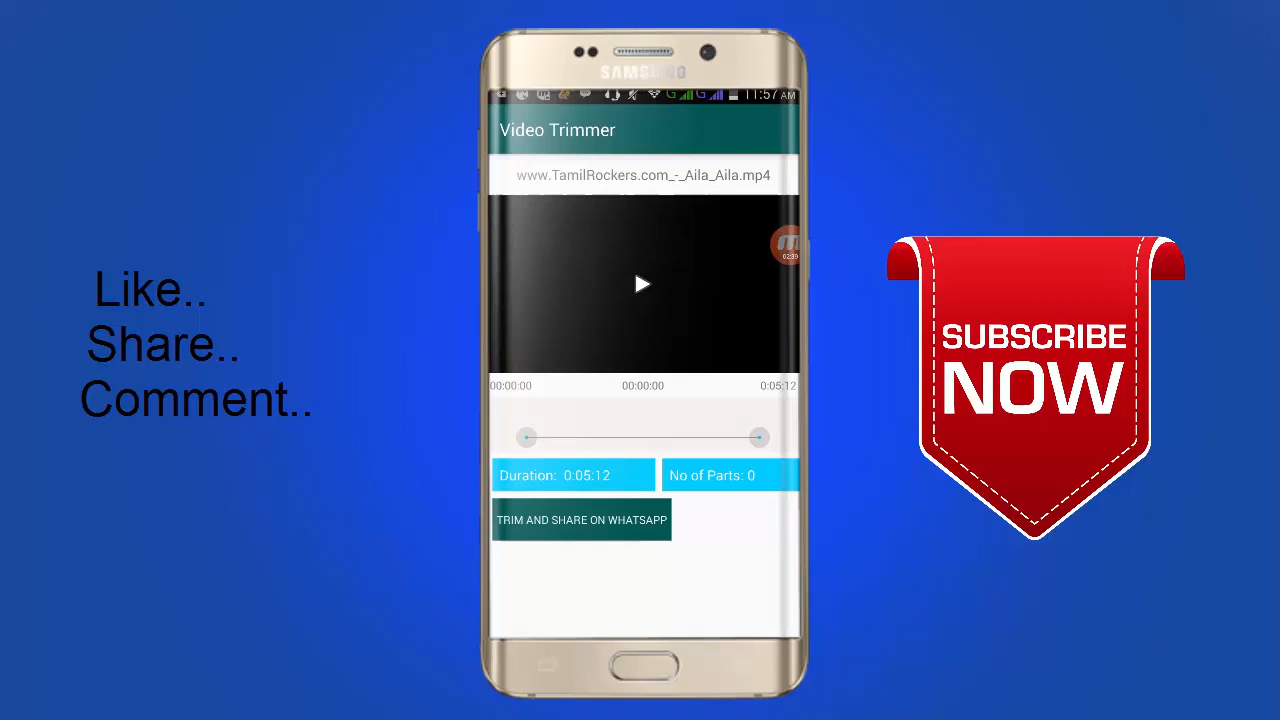 SAMSUNG
11:57 AM
Video Trimmer
www.TamilRockers.com_-_Aila_Aila.mp4
02:39
00:00:00 00:00:00 0:05:12
Duration: 0:05:12 No of Parts: 0
TRIM AND SHARE ON WHATSAPP
Like..
Share..
Comment..
SUBSCRIBE
NOW